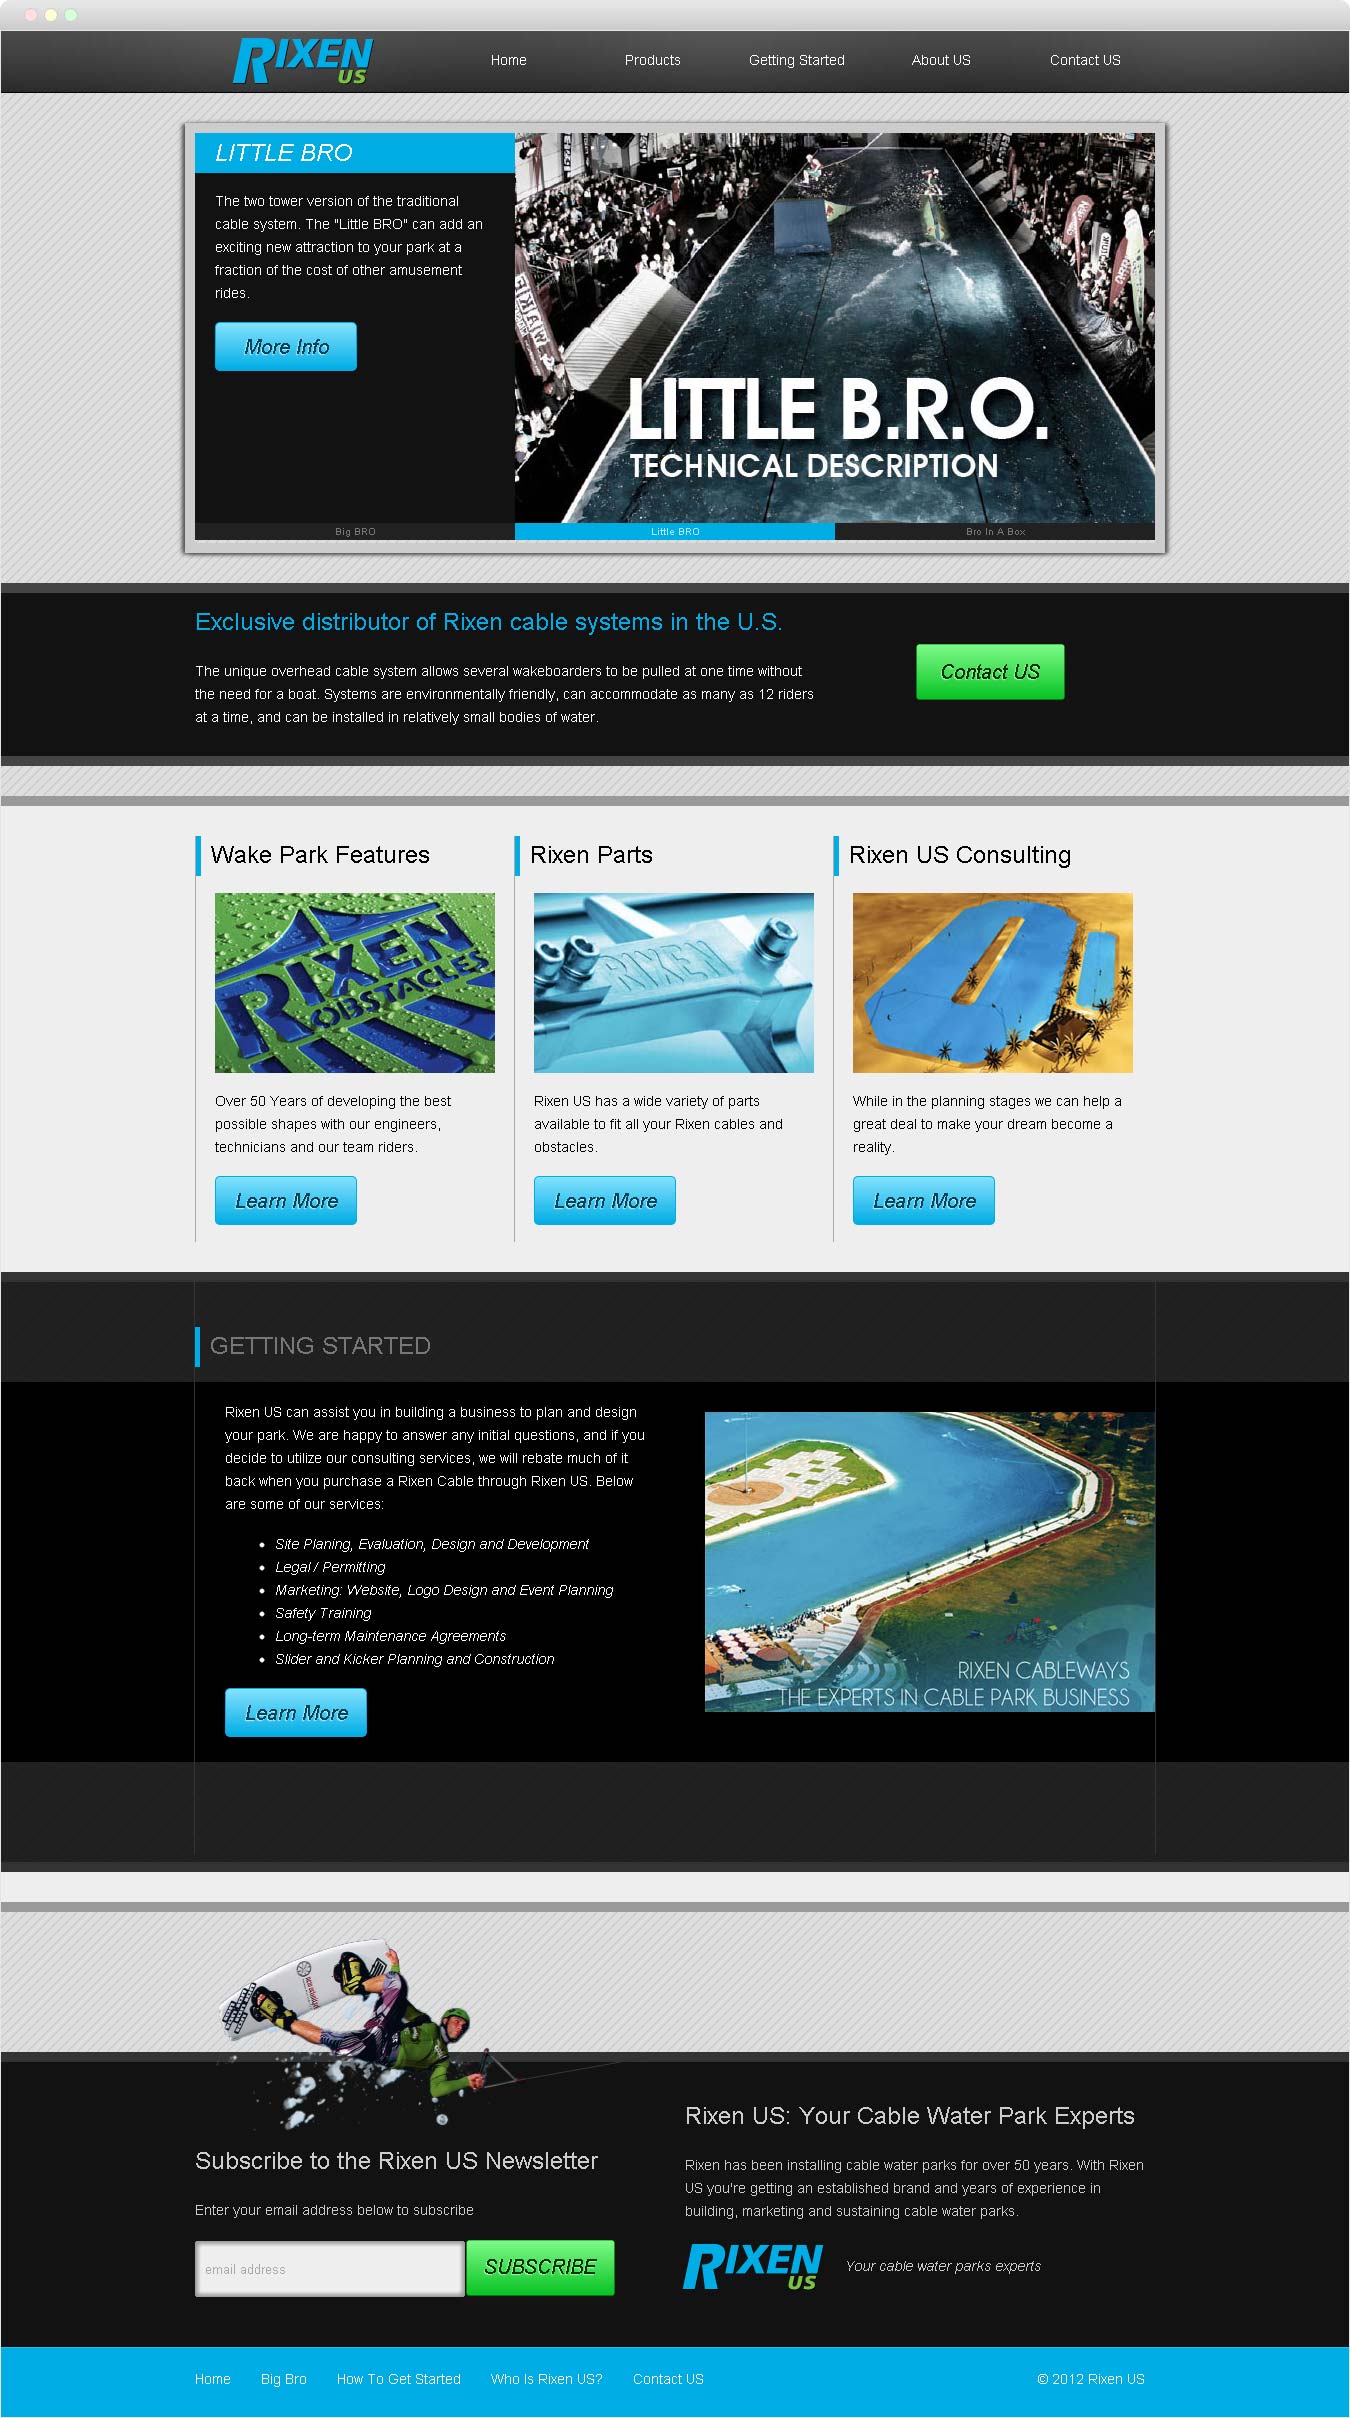 RIXEN
US
Home
Products
Getting Started
About US
Contact US
LITTLE BRO
The two tower version of the traditional
cable system. The "Little BRO" can add an
exciting new attraction to your park at a
fraction of the cost of other amusement
rides.
More Info
LITTLE B.R.O.
TECHNICAL DESCRIPTION
Big BRO
Little BRO
Bro In A Box
Exclusive distributor of Rixen cable systems in the U.S.
The unique overhead cable system allows several wakeboarders to be pulled at one time without
the need for a boat. Systems are environmentally friendly, can accommodate as many as 12 riders
at a time, and can be installed in relatively small bodies of water.
Contact US
Wake Park Features
RIXEN
OBSTACLES
Over 50 Years of developing the best
possible shapes with our engineers,
technicians and our team riders.
Learn More
Rixen Parts
RIXEN
Rixen US has a wide variety of parts
available to fit all your Rixen cables and
obstacles.
Learn More
Rixen US Consulting
While in the planning stages we can help a
great deal to make your dream become a
reality.
Learn More
GETTING STARTED
Rixen US can assist you in building a business to plan and design
your park. We are happy to answer any initial questions, and if you
decide to utilize our consulting services, we will rebate much of it
back when you purchase a Rixen Cable through Rixen US. Below
are some of our services:
Site Planing, Evaluation, Design and Development
Legal / Permitting
Marketing: Website, Logo Design and Event Planning
Safety Training
Long-term Maintenance Agreements
Slider and Kicker Planning and Construction
Learn More
RIXEN CABLEWAYS
- THE EXPERTS IN CABLE PARK BUSINESS
Subscribe to the Rixen US Newsletter
Enter your email address below to subscribe
email address
SUBSCRIBE
Rixen US: Your Cable Water Park Experts
Rixen has been installing cable water parks for over 50 years. With Rixen
US you're getting an established brand and years of experience in
building, marketing and sustaining cable water parks.
RIXEN
US
Your cable water parks experts
Home
Big Bro
How To Get Started
Who Is Rixen US?
Contact US
© 2012 Rixen US